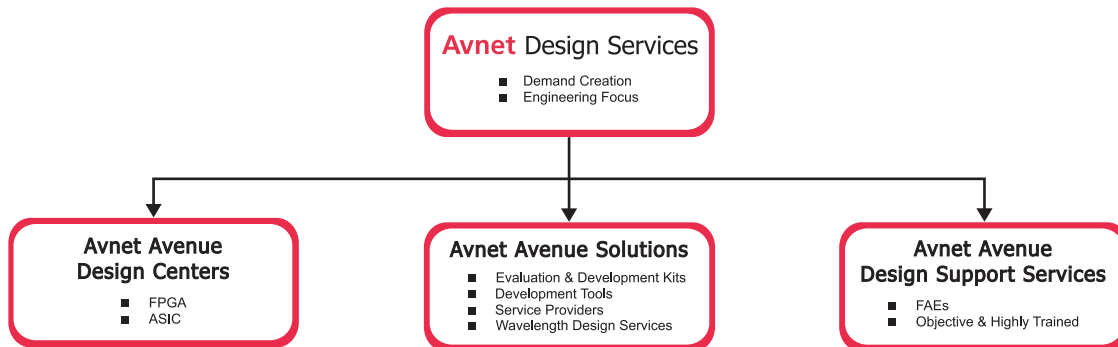 Avnet Design Services
■ Demand Creation
■ Engineering Focus
Avnet Avenue
Design Centers
■ FPGA
■ ASIC
Avnet Avenue Solutions
■ Evaluation & Development Kits
■ Development Tools
■ Service Providers
■ Wavelength Design Services
Avnet Avenue
Design Support Services
■ FAEs
■ Objective & Highly Trained